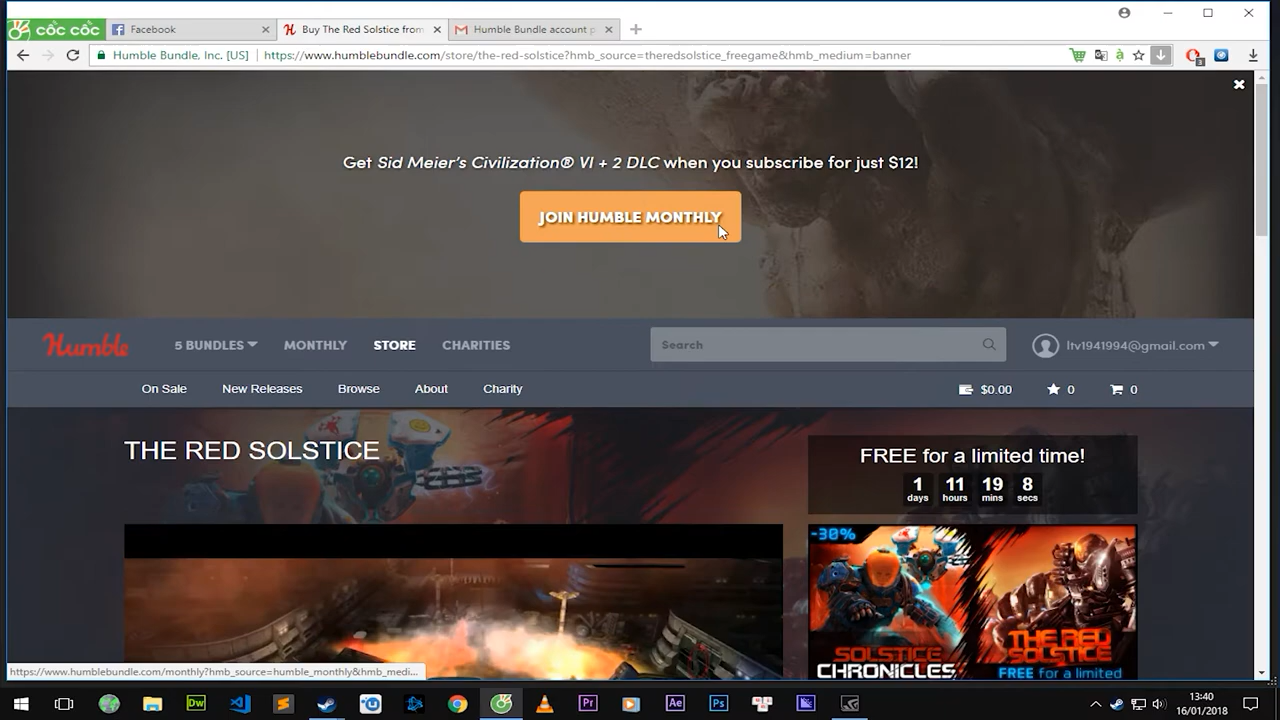 cốc cốc
Facebook
Buy The Red Solstice from
Humble Bundle account p
Humble Bundle, Inc. [US]
https://www.humblebundle.com/store/the-red-solstice?hmb_source=theredsolstice_freegame&hmb_medium=banner
3
Get Sid Meier's Civilization® VI + 2 DLC when you subscribe for just $12!
JOIN HUMBLE MONTHLY
Humble
5 BUNDLES
MONTHLY
STORE
CHARITIES
Search
ltv1941994@gmail.com
On Sale
New Releases
Browse
About
Charity
$0.00
0
0
THE RED SOLSTICE
FREE for a limited time!
1 11 19 8
days hours mins secs
-30%
SOLSTICE
CHRONICLES
THE RED
SOLSTICE
FREE for a limited
https://www.humblebundle.com/monthly?hmb_source=humble_monthly&hmb_medi...
Dw
Pr
Ae
Ps
13:40
16/01/2018